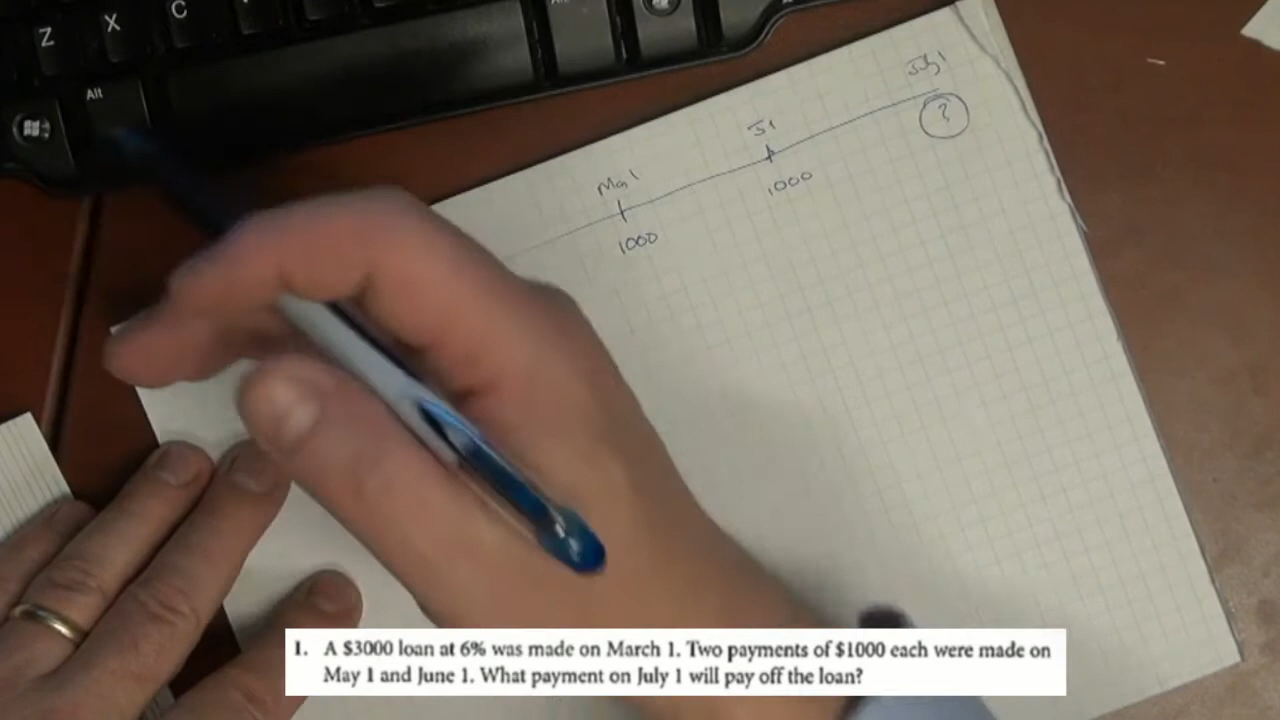 Z X C
Alt
July 1
?
J1
1000
Ma 1
1000
1. A $3000 loan at 6% was made on March 1. Two payments of $1000 each were made on
May 1 and June 1. What payment on July 1 will pay off the loan?